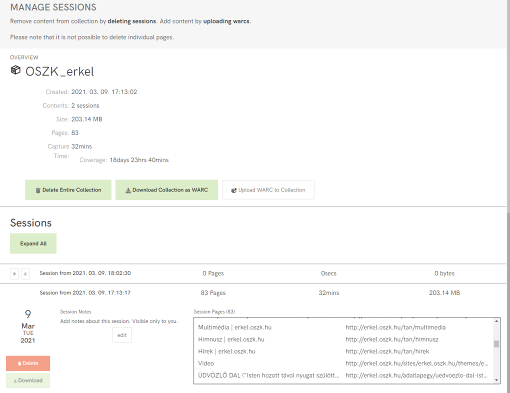 MANAGE SESSIONS
Remove content from collection by deleting sessions. Add content by uploading warcs.
Please note that it is not possible to delete individual pages.
OVERVIEW
OSZK_erkel
Created: 2021. 03. 09. 17:13:02
Contents: 2 sessions
Size: 203.14 MB
Pages: 83
Capture Time: 32mins
Coverage: 18days 23hrs 40mins
Delete Entire Collection
Download Collection as WARC
Upload WARC to Collection
Sessions
Expand All
Session from 2021. 03. 09. 18:02:30 0 Pages 0secs 0 bytes
Session from 2021. 03. 09. 17:13:17 83 Pages 32mins 203.14 MB
9
Mar
TUE
2021
Delete
Download
Session Notes
Add notes about this session. Visible only to you.
edit
Session Pages (83)
Multimédia | erkel.oszk.hu http://erkel.oszk.hu/tan/multimedia
Himnusz | erkel.oszk.hu http://erkel.oszk.hu/tan/himnusz
Hírek | erkel.oszk.hu http://erkel.oszk.hu/tan/hirek
Video http://erkel.oszk.hu/sites/erkel.oszk.hu/themes/e...
ÜDVÖZLŐ DAL ("Isten hozott távol nyugat szülött... http://erkel.oszk.hu/adatlapegy/uedvoezlo-dal-ist...